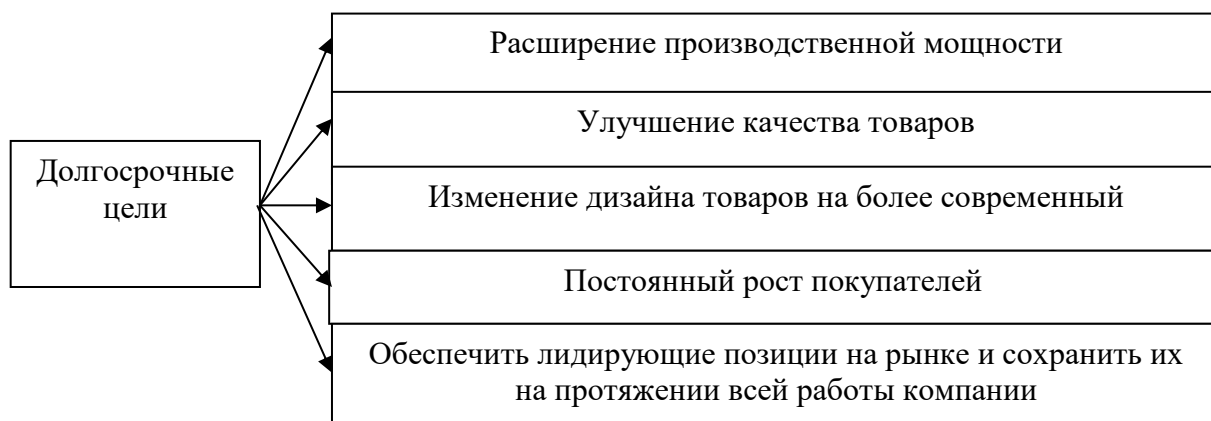 Расширение производственной мощности
Улучшение качества товаров
Долгосрочные
цели
Изменение дизайна товаров на более современный
Постоянный рост покупателей
Обеспечить лидирующие позиции на рынке и сохранить их
на протяжении всей работы компании